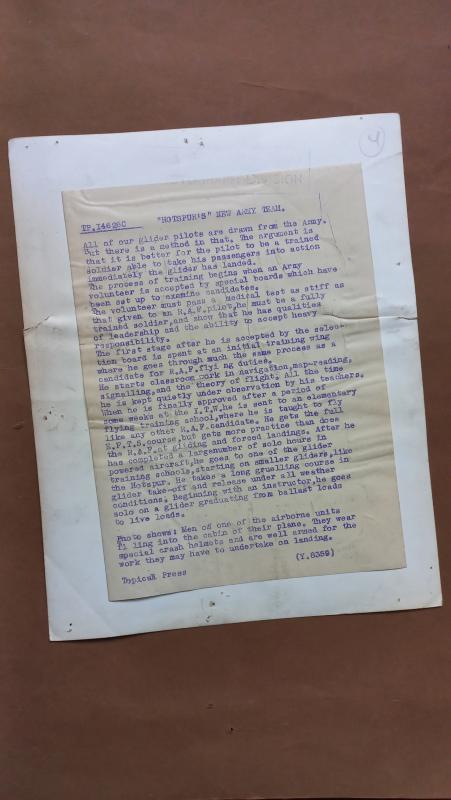 4
TP.14628C
"HOTSPUR'S" NEW ARMY TEAM.
All of our glider pilots are drawn from the Army.
But there is a method in that. The argument is
that it is better for the pilot to be a trained
soldier able to take his passengers into action
immediately the glider has landed.
The process of training begins when an Army
volunteer is accepted by special boards which have
been set up to examine candidates.
The volunteer must pass a medical test as stiff as
that given to an R.A.F.pilot,he must be a fully
trained soldier,and show that he has qualities
of leadership and the ability to accept heavy
responsibility.
The first stage after he is accepted by the selec-
tion board is spent at an initial training wing
where he goes through much the same process as a
candidate for R.A.F.flying duties.
He starts classroom work in navigation,map-reading,
signalling,and the theory of flight. All the time
he is kept quietly under observation by his teachers.
When he is finally approved after a period of
some weeks at the I.T.W,he is sent to an elementary
flying training school,where he is taught to fly
like any other R.A.F.candidate. He gets the full
E.F.T.S.course,but gets more practice than does
the R.A.F.at gliding and forced landings. After he
has completed a largenumber of solo hours in
powered aircraft,he goes to one of the glider
training schools,starting on smaller gliders,like
the Hotspur. He takes a long gruelling course in
glider take-off and release under all weather
conditions. Beginning with an instructor,he goes
solo on a glider graduating from ballast loads
to live loads.
Photo shows: Men of one of the airborne units
filling into the cabin of their plane. They wear
special crash helmets and are well armed for the
work they may have to undertake on landing.
(Y.8359)
Topical Press